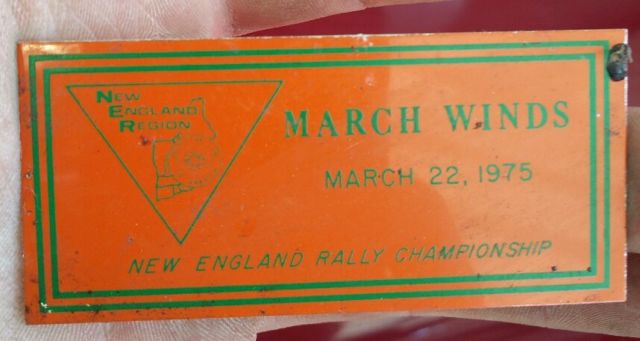 NEW
ENGLAND
REGION
MARCH WINDS
MARCH 22, 1975
NEW ENGLAND RALLY CHAMPIONSHIP